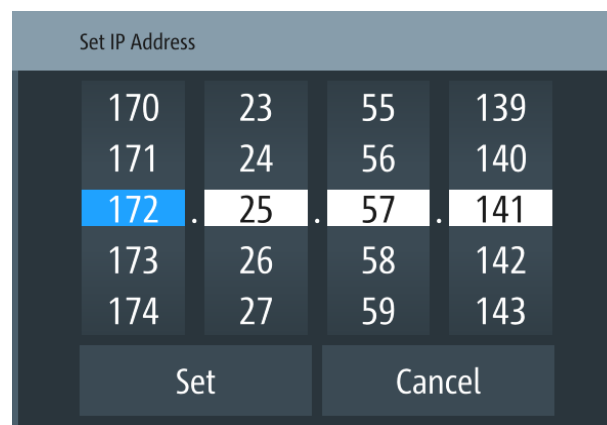 Set IP Address
170 23 55 139
171 24 56 140
172 . 25 . 57 . 141
173 26 58 142
174 27 59 143
Set Cancel